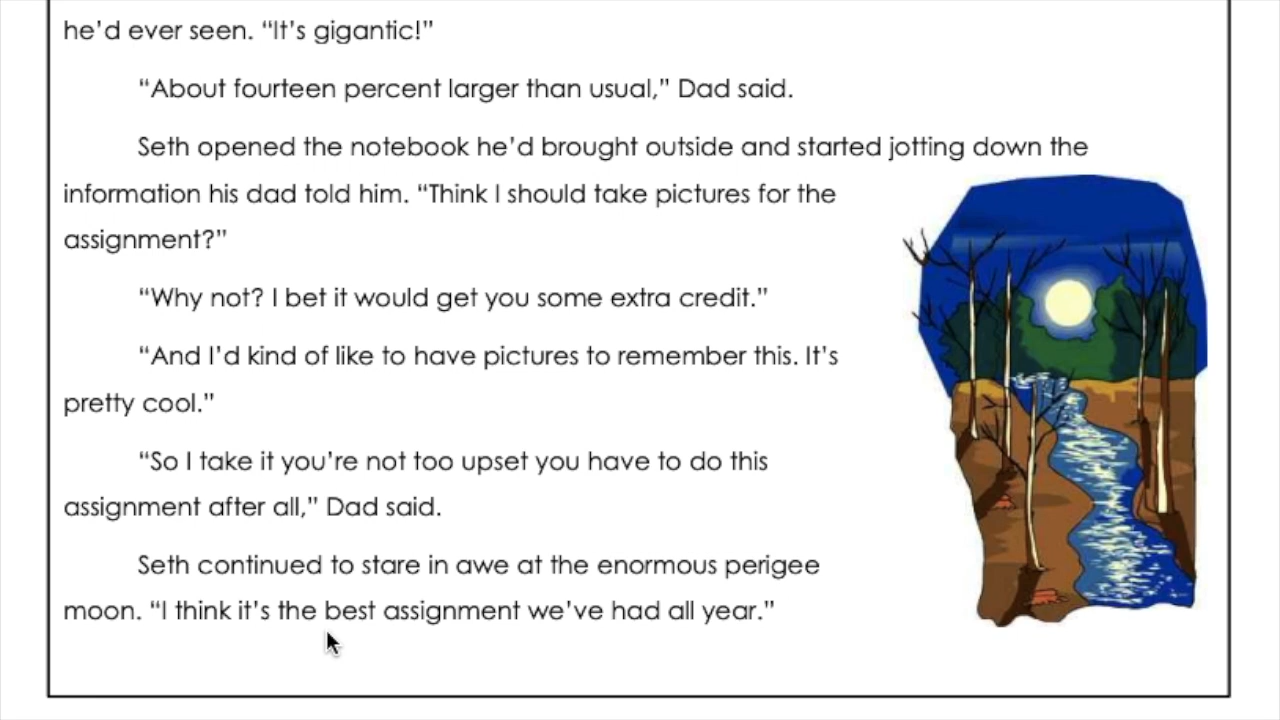 he’d ever seen. “It’s gigantic!”
“About fourteen percent larger than usual,” Dad said.
Seth opened the notebook he’d brought outside and started jotting down the
information his dad told him. “Think I should take pictures for the
assignment?”
“Why not? I bet it would get you some extra credit.”
“And I’d kind of like to have pictures to remember this. It’s
pretty cool.”
“So I take it you’re not too upset you have to do this
assignment after all,” Dad said.
Seth continued to stare in awe at the enormous perigee
moon. “I think it’s the best assignment we’ve had all year.”